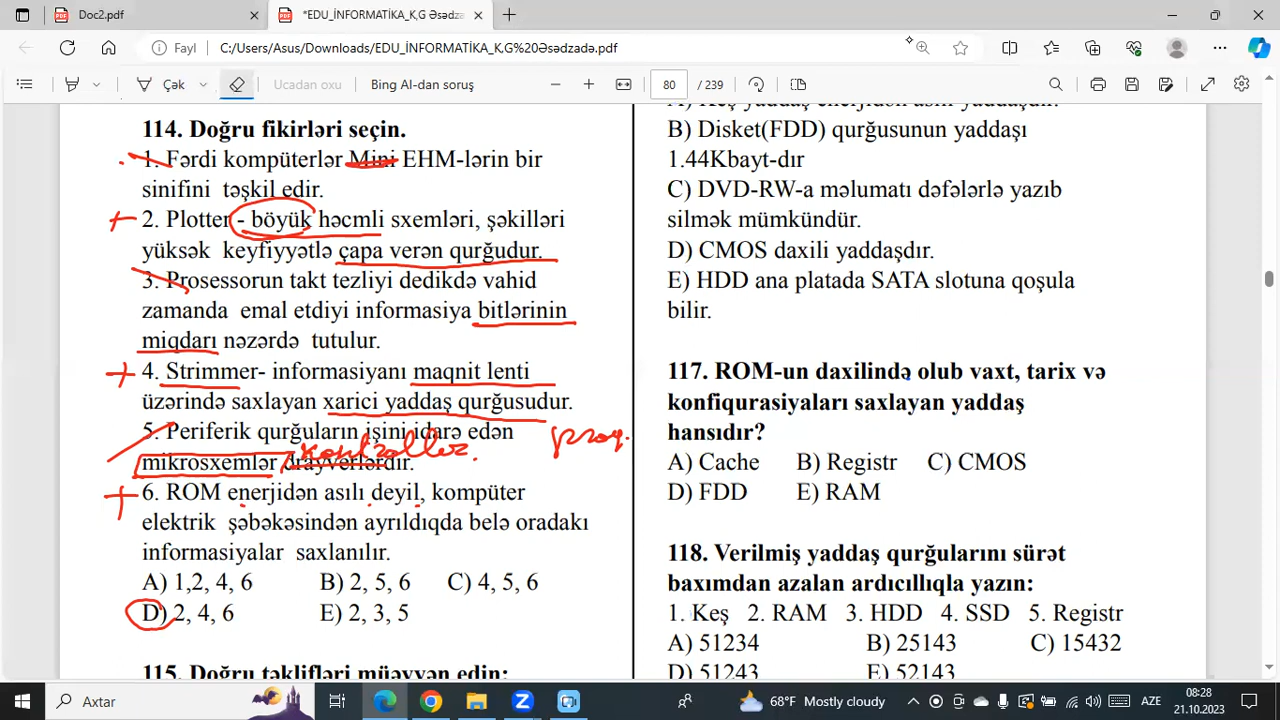 Doc2.pdf
*EDU_İNFORMATİKA_K,G Əsədza
Fayl
C:/Users/Asus/Downloads/EDU_İNFORMATİKA_K,G%20Əsədzadə.pdf
Çək
Ucadan oxu
Bing AI-dan soruş
80
/ 239
114. Doğru fikirləri seçin.
1. Fərdi kompüterlər Mini EHM-lərin bir
sinifini təşkil edir.
2. Plotter - böyük həcmli sxemləri, şəkilləri
yüksək keyfiyyətlə çapa verən qurğudur.
3. Prosessorun takt tezliyi dedikdə vahid
zamanda emal etdiyi informasiya bitlərinin
miqdarı nəzərdə tutulur.
4. Strimmer- informasiyanı maqnit lenti
üzərində saxlayan xarici yaddaş qurğusudur.
5. Periferik qurğuların işini idarə edən
kontroller.
proq.
mikrosxemlər drayverlərdir.
6. ROM enerjidən asılı deyil, kompüter
elektrik şəbəkəsindən ayrıldıqda belə oradakı
informasiyalar saxlanılır.
A) 1,2, 4, 6 B) 2, 5, 6 C) 4, 5, 6
D) 2, 4, 6 E) 2, 3, 5
115. Doğru təklifləri müəyyən edin:
A) Keş yaddaş enerjidən asılı yaddaşdır.
B) Disket(FDD) qurğusunun yaddaşı
1.44Kbayt-dır
C) DVD-RW-a məlumatı dəfələrlə yazıb
silmək mümkündür.
D) CMOS daxili yaddaşdır.
E) HDD ana platada SATA slotuna qoşula
bilir.
117. ROM-un daxilində olub vaxt, tarix və
konfiqurasiyaları saxlayan yaddaş
hansıdır?
A) Cache B) Registr C) CMOS
D) FDD E) RAM
118. Verilmiş yaddaş qurğularını sürət
baxımdan azalan ardıcıllıqla yazın:
1. Keş 2. RAM 3. HDD 4. SSD 5. Registr
A) 51234 B) 25143 C) 15432
D) 51243 E) 52143
Axtar
68°F Mostly cloudy
AZE
08:28
21.10.2023